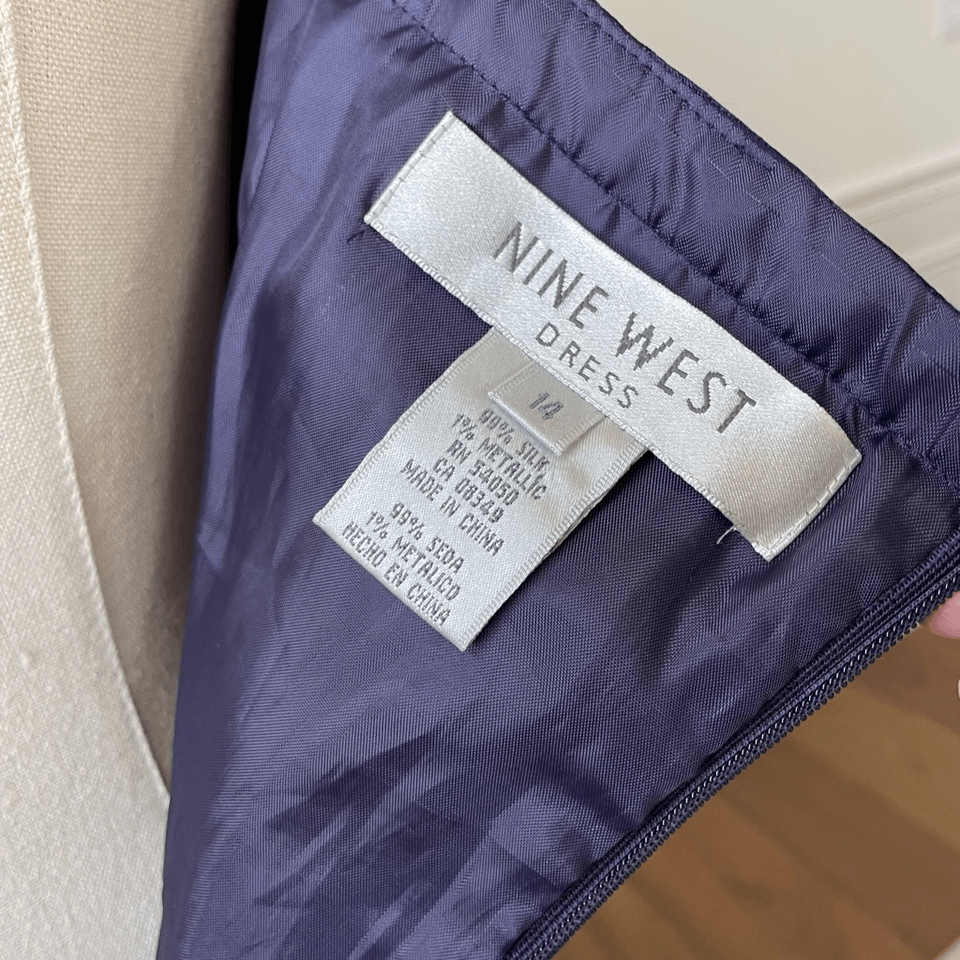 NINE WEST
DRESS
14
99% SILK
1% METALLIC
RN 54050
CA 08349
MADE IN CHINA
99% SEDA
1% METALICO
HECHO EN CHINA